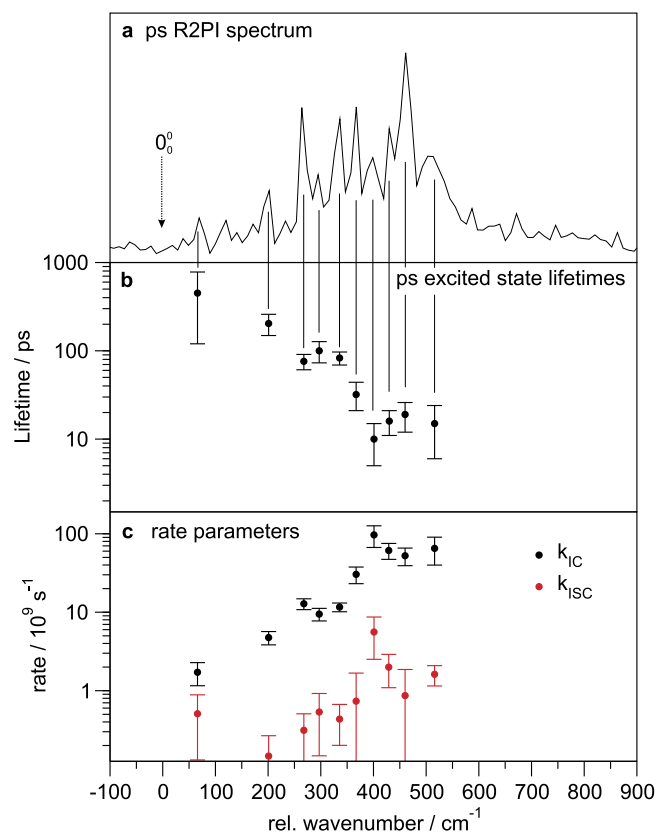 a ps R2PI spectrum
0⁰₀
1000
b
ps excited state lifetimes
100
10
Lifetime / ps
c rate parameters
100
10
1
rate / 10⁹ s⁻¹
k_IC
k_ISC
-100 0 100 200 300 400 500 600 700 800 900
rel. wavenumber / cm⁻¹